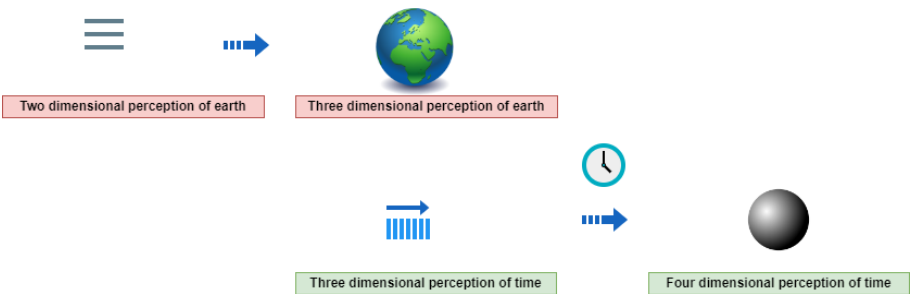 Two dimensional perception of earth
Three dimensional perception of earth
Three dimensional perception of time
Four dimensional perception of time